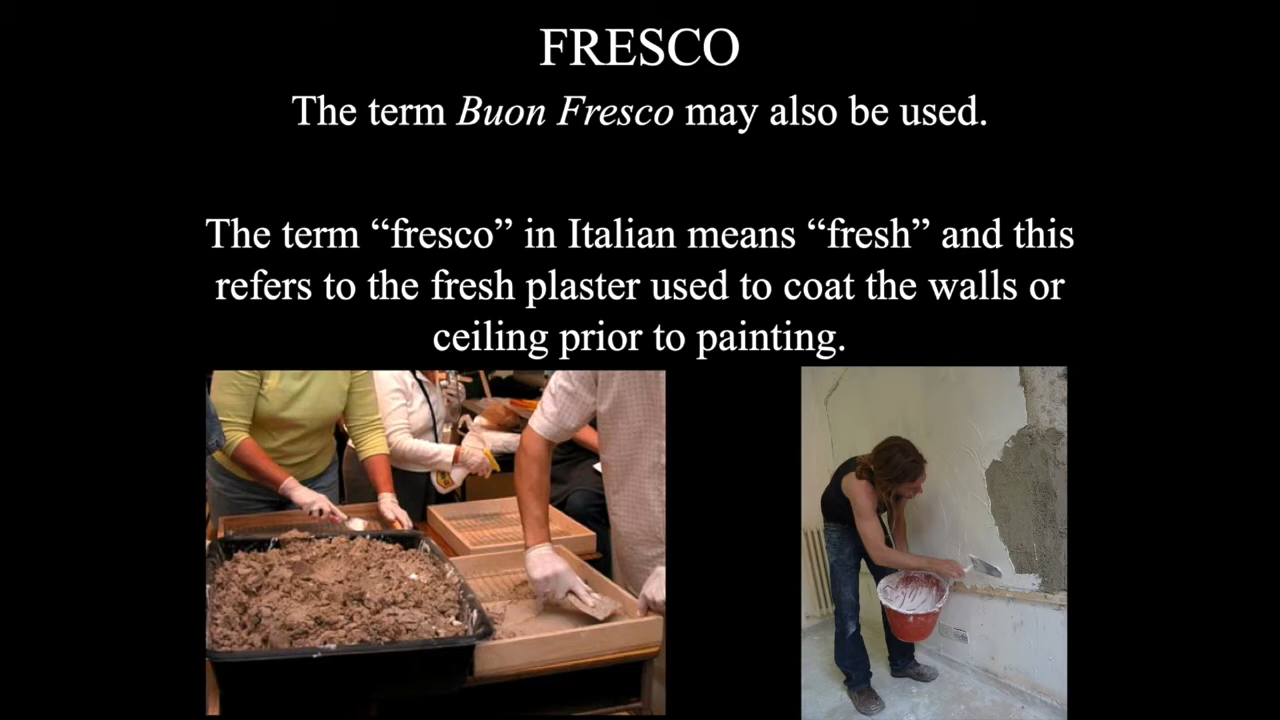 FRESCO
The term Buon Fresco may also be used.
The term “fresco” in Italian means “fresh” and this
refers to the fresh plaster used to coat the walls or
ceiling prior to painting.